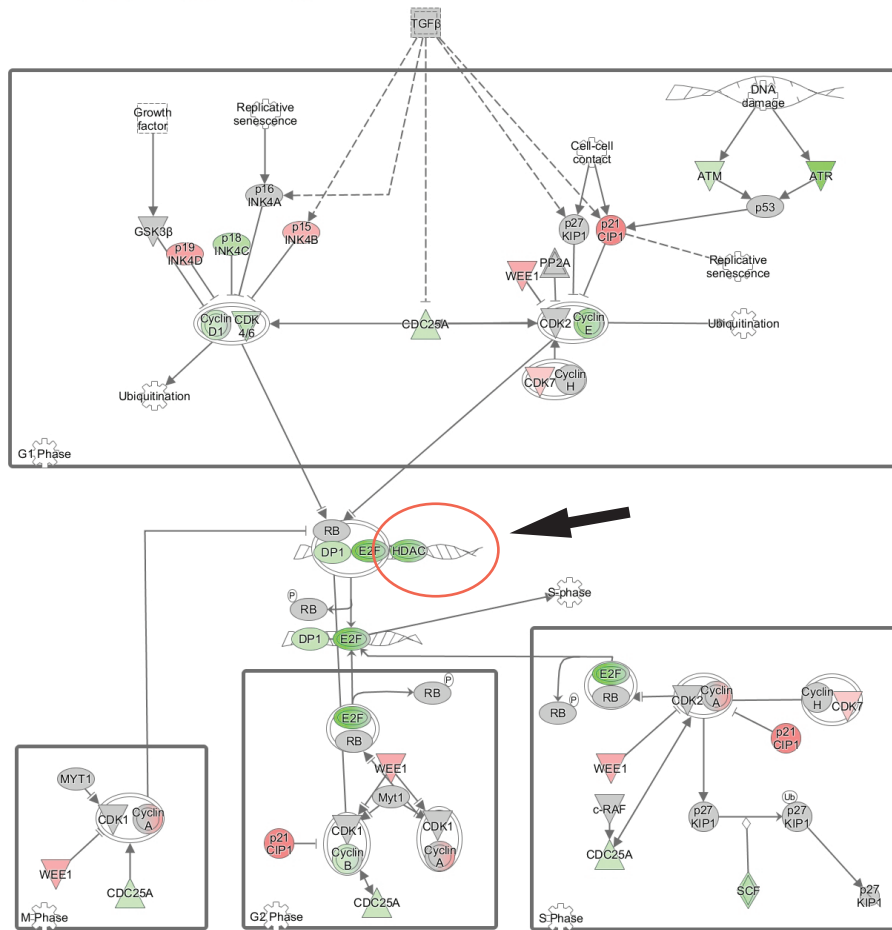 TGFβ
DNA
damage
Growth
factor
Replicative
senescence
Cell-cell
contact
ATM
ATR
p16
INK4A
p53
GSK3β
p19
INK4D
p18
INK4C
p15
INK4B
p27
KIP1
p21
CIP1
Replicative
senescence
WEE1
PP2A
Cyclin
D1
CDK
4/6
CDC25A
CDK2
Cyclin
E
Ubiquitination
CDK7
Cyclin
H
Ubiquitination
G1 Phase
RB
DP1
E2F
HDAC
P
RB
S-phase
DP1
E2F
RB
P
E2F
RB
P
RB
E2F
RB
CDK2
Cyclin
A
Cyclin
H
CDK7
p21
CIP1
WEE1
MYT1
CDK1
Cyclin
A
WEE1
CDC25A
M Phase
WEE1
Myt1
CDK1
Cyclin
B
CDK1
Cyclin
A
p21
CIP1
CDC25A
G2 Phase
c-RAF
CDC25A
p27
KIP1
Ub
p27
KIP1
SCF
p27
KIP1
S Phase